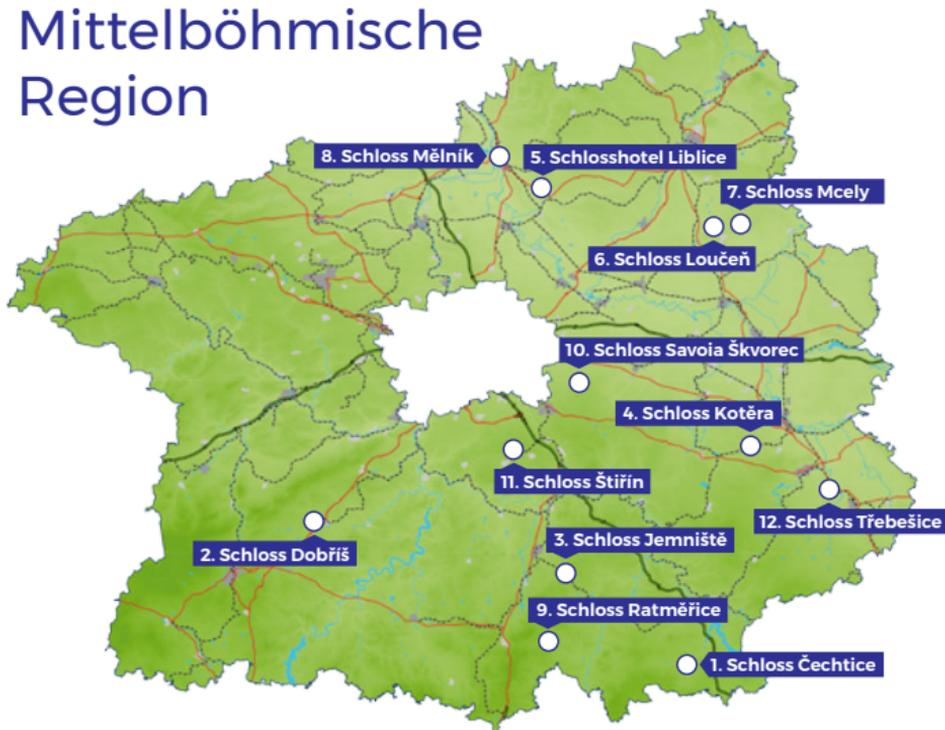 Mittelböhmische
Region
8. Schloss Mělník
5. Schlosshotel Liblice
7. Schloss Mcely
6. Schloss Loučeň
10. Schloss Savoia Škvorec
4. Schloss Kotěra
11. Schloss Štiřín
12. Schloss Třebešice
3. Schloss Jemniště
2. Schloss Dobříš
9. Schloss Ratměřice
1. Schloss Čechtice